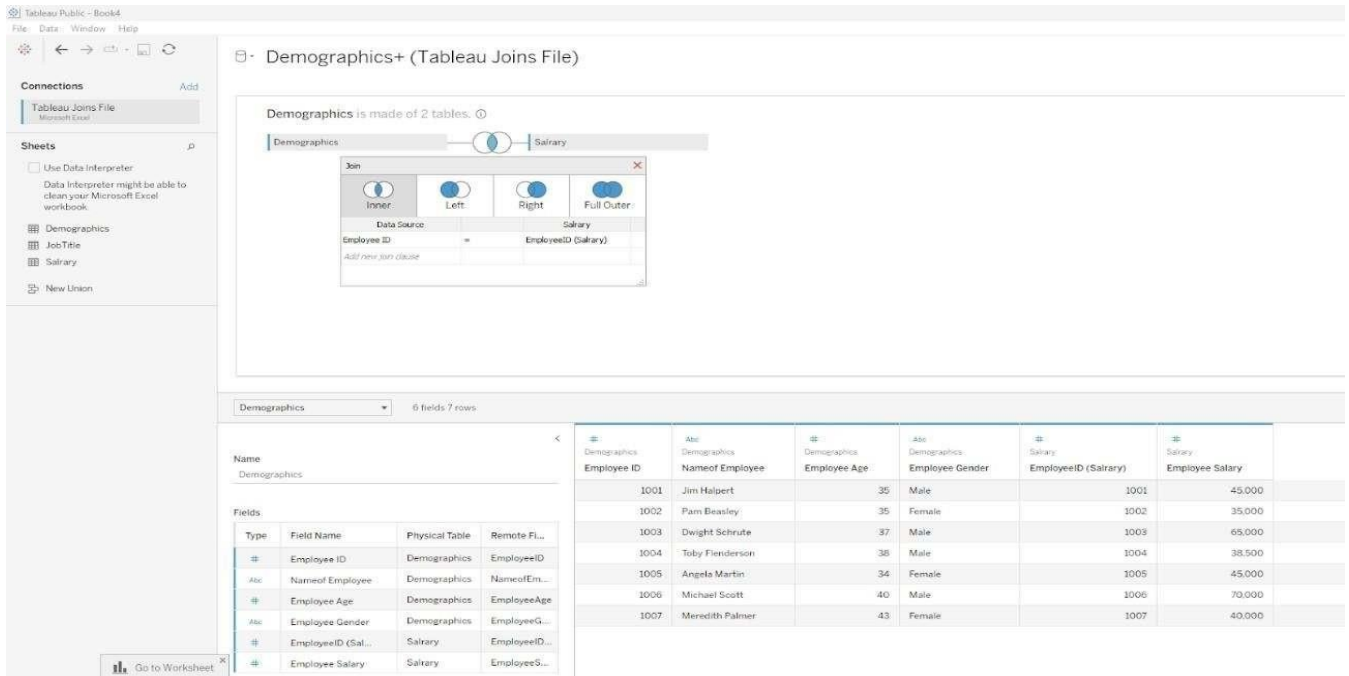 Tableau Public - Book4
File Data Window Help
Demographics+ (Tableau Joins File)
Connections Add
Tableau Joins File
Microsoft Excel
Sheets
Use Data Interpreter
Data Interpreter might be able to
clean your Microsoft Excel
workbook.
Demographics
JobTitle
Salrary
New Union
Demographics is made of 2 tables.
Demographics Salrary
Join
Inner Left Right Full Outer
Data Source Salrary
Employee ID = EmployeeID (Salrary)
Add new join clause
Demographics 6 fields 7 rows
Name
Demographics
Fields
Type Field Name Physical Table Remote Fi...
# Employee ID Demographics EmployeeID
Abc Nameof Employee Demographics NameofEm...
# Employee Age Demographics EmployeeAge
Abc Employee Gender Demographics EmployeeG...
# EmployeeID (Sal... Salrary EmployeeID...
# Employee Salary Salrary EmployeeS...
# Abc # Abc # #
Demographics Demographics Demographics Demographics Salrary Salrary
Employee ID Nameof Employee Employee Age Employee Gender EmployeeID (Salrary) Employee Salary
1001 Jim Halpert 35 Male 1001 45,000
1002 Pam Beasley 35 Female 1002 35,000
1003 Dwight Schrute 37 Male 1003 65,000
1004 Toby Flenderson 38 Male 1004 38,500
1005 Angela Martin 34 Female 1005 45,000
1006 Michael Scott 40 Male 1006 70,000
1007 Meredith Palmer 43 Female 1007 40,000
Go to Worksheet